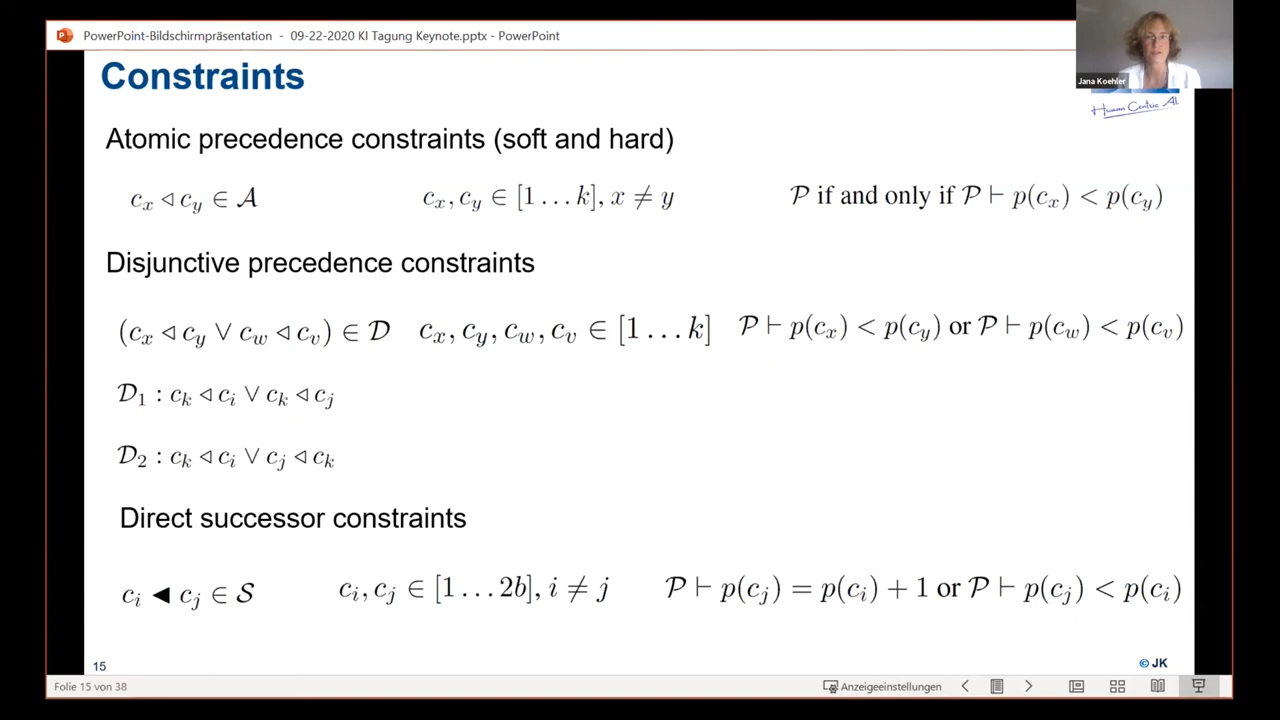 PowerPoint-Bildschirmpräsentation - 09-22-2020 KI Tagung Keynote.pptx - PowerPoint
Jana Koehler
Constraints
Human Centric AI
Atomic precedence constraints (soft and hard)
c_x ◁ c_y ∈ 𝒜 c_x, c_y ∈ [1 … k], x ≠ y 𝒫 if and only if 𝒫 ⊢ p(c_x) < p(c_y)
Disjunctive precedence constraints
(c_x ◁ c_y ∨ c_w ◁ c_v) ∈ 𝒟 c_x, c_y, c_w, c_v ∈ [1 … k] 𝒫 ⊢ p(c_x) < p(c_y) or 𝒫 ⊢ p(c_w) < p(c_v)
𝒟_1 : c_k ◁ c_i ∨ c_k ◁ c_j
𝒟_2 : c_k ◁ c_i ∨ c_j ◁ c_k
Direct successor constraints
c_i ◀ c_j ∈ 𝒮 c_i, c_j ∈ [1 … 2b], i ≠ j 𝒫 ⊢ p(c_j) = p(c_i) + 1 or 𝒫 ⊢ p(c_j) < p(c_i)
15
© JK
Folie 15 von 38
Anzeigeeinstellungen